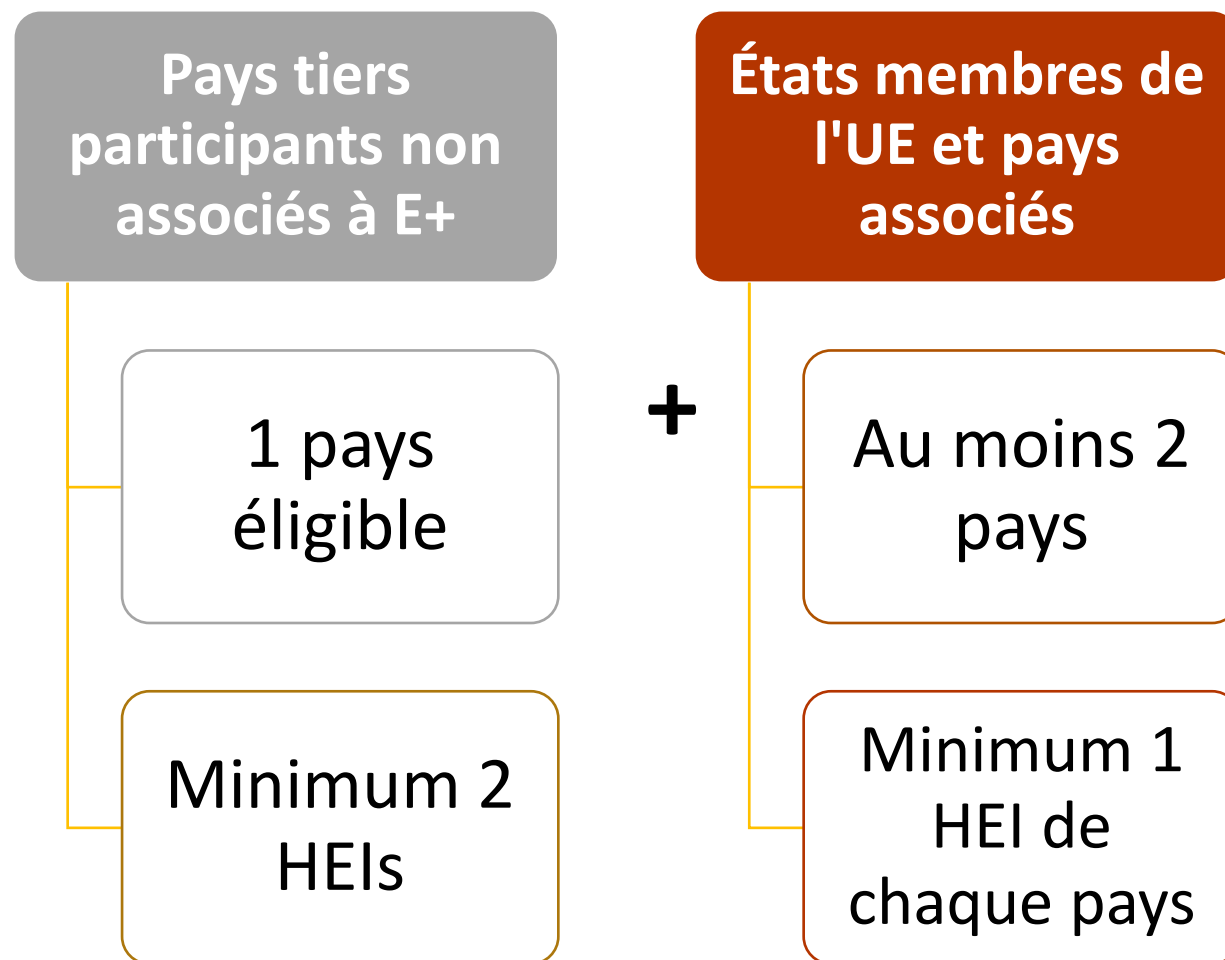 Pays tiers
participants non
associés à E+
1 pays
éligible
Minimum 2
HEIs
+
États membres de
l'UE et pays
associés
Au moins 2
pays
Minimum 1
HEI de
chaque pays